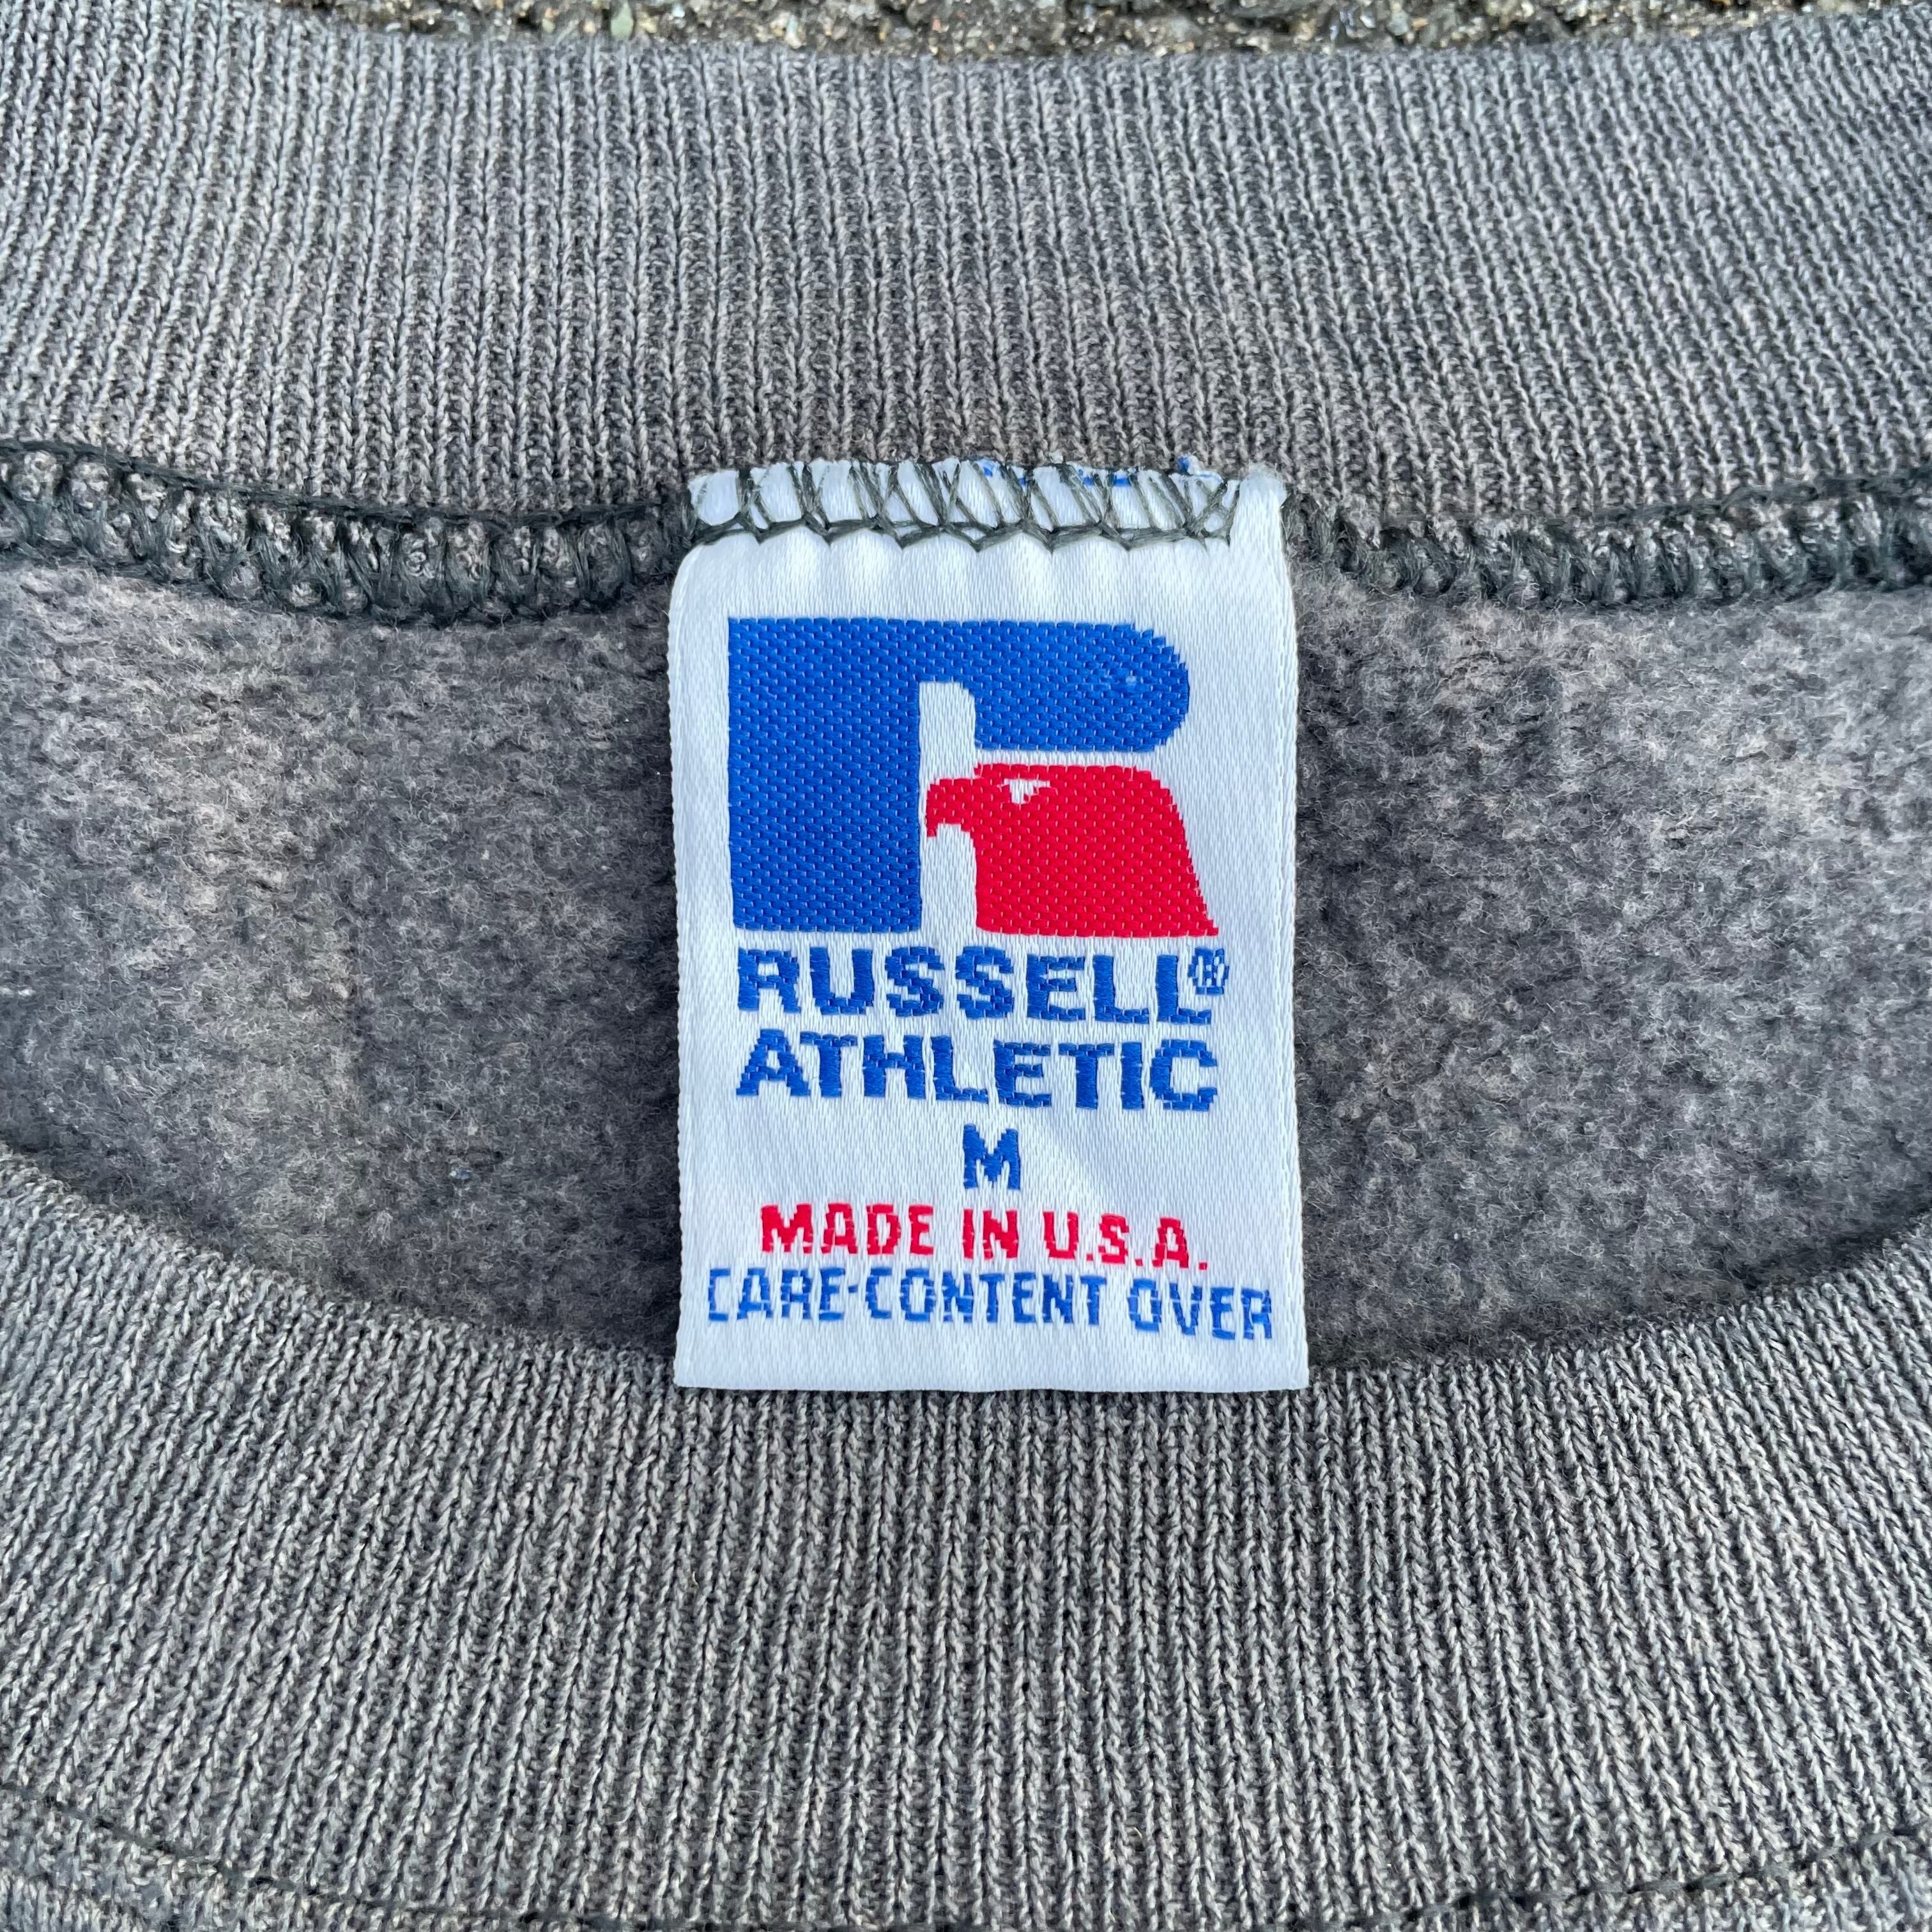 RUSSELL®
ATHLETIC
M
MADE IN U.S.A.
CARE-CONTENT OVER